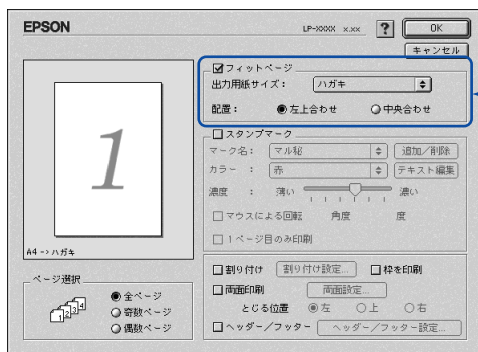 EPSON
LP-XXXX x.xx
?
OK
キャンセル
1
A4 -> ハガキ
ページ選択
1 2 3 4
全ページ
奇数ページ
偶数ページ
フィットページ
出力用紙サイズ： ハガキ
配置： 左上合わせ 中央合わせ
スタンプマーク
マーク名： マル秘 追加／削除
カラー ： 赤 テキスト編集
濃度 ： 薄い 濃い
マウスによる回転 角度 度
1ページ目のみ印刷
割り付け 割り付け設定... 枠を印刷
両面印刷 両面設定...
とじる位置 左 上 右
ヘッダー／フッター ヘッダー／フッター設定...